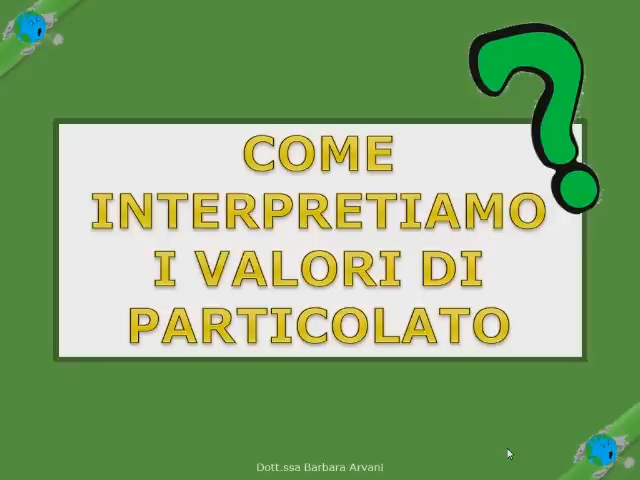 COME
INTERPRETIAMO
I VALORI DI
PARTICOLATO
?
Dott.ssa Barbara Arvani